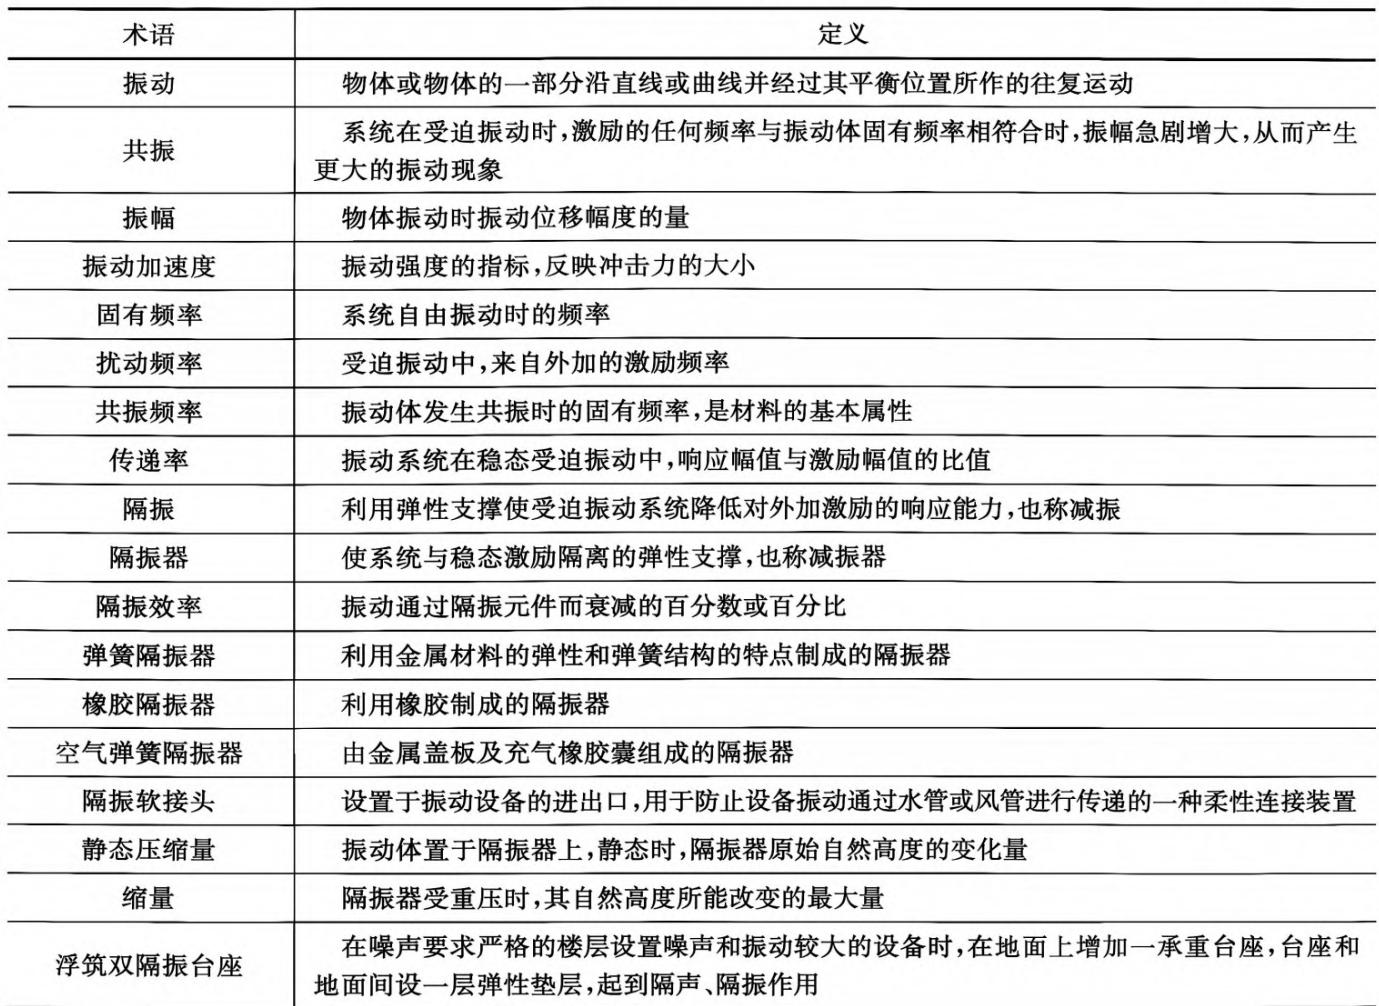 术语 定义
振动 物体或物体的一部分沿直线或曲线并经过其平衡位置所作的往复运动
共振 系统在受迫振动时,激励的任何频率与振动体固有频率相符合时,振幅急剧增大,从而产生
更大的振动现象
振幅 物体振动时振动位移幅度的量
振动加速度 振动强度的指标,反映冲击力的大小
固有频率 系统自由振动时的频率
扰动频率 受迫振动中,来自外加的激励频率
共振频率 振动体发生共振时的固有频率,是材料的基本属性
传递率 振动系统在稳态受迫振动中,响应幅值与激励幅值的比值
隔振 利用弹性支撑使受迫振动系统降低对外加激励的响应能力,也称减振
隔振器 使系统与稳态激励隔离的弹性支撑,也称减振器
隔振效率 振动通过隔振元件而衰减的百分数或百分比
弹簧隔振器 利用金属材料的弹性和弹簧结构的特点制成的隔振器
橡胶隔振器 利用橡胶制成的隔振器
空气弹簧隔振器 由金属盖板及充气橡胶囊组成的隔振器
隔振软接头 设置于振动设备的进出口,用于防止设备振动通过水管或风管进行传递的一种柔性连接装置
静态压缩量 振动体置于隔振器上,静态时,隔振器原始自然高度的变化量
缩量 隔振器受重压时,其自然高度所能改变的最大量
浮筑双隔振台座 在噪声要求严格的楼层设置噪声和振动较大的设备时,在地面上增加一承重台座,台座和
地面间设一层弹性垫层,起到隔声、隔振作用